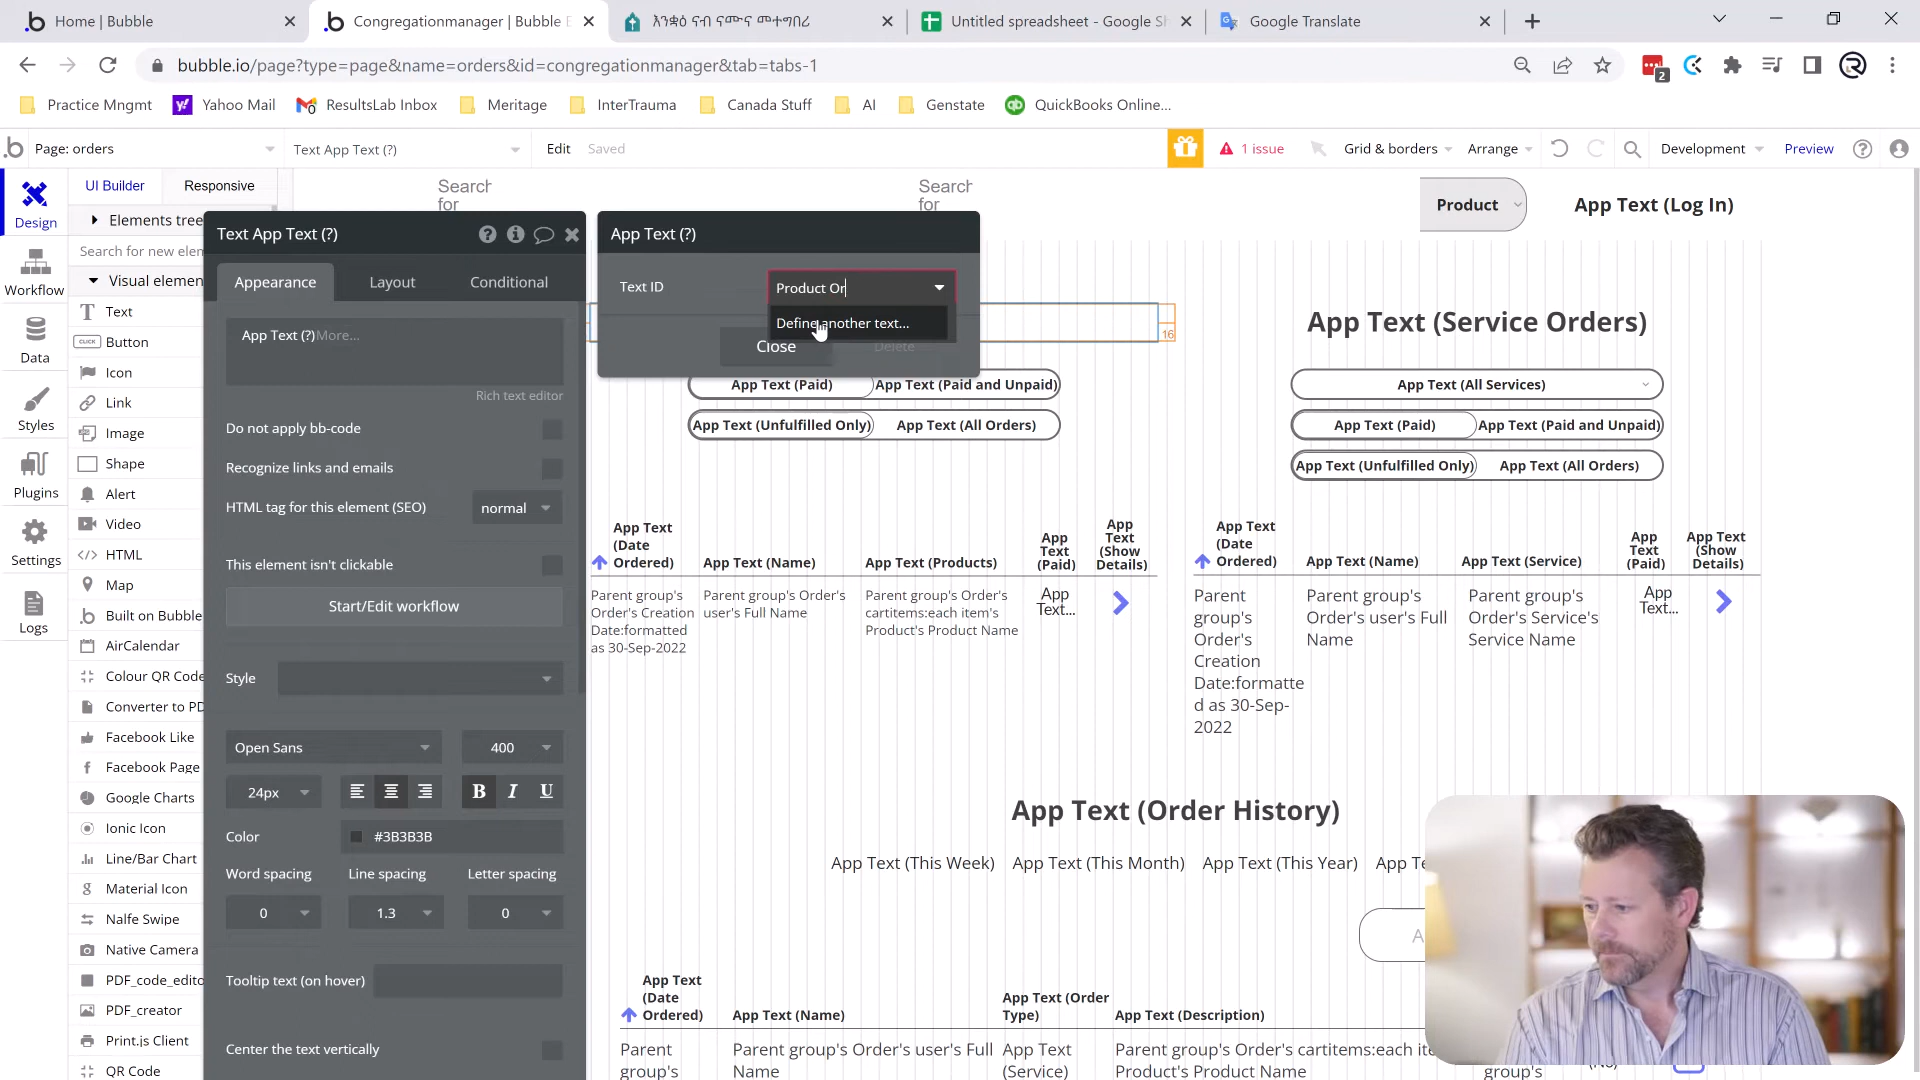 Home | Bubble
Congregationmanager | Bubble E
Untitled spreadsheet - Google Sh
Google Translate
bubble.io/page?type=page&name=orders&id=congregationmanager&tab=tabs-1
2
Practice Mngmt
Yahoo Mail
ResultsLab Inbox
Meritage
InterTrauma
Canada Stuff
AI
Genstate
QuickBooks Online...
Page: orders
Text App Text (?)
Edit
Saved
1 issue
Grid & borders
Arrange
Development
Preview
Design
Workflow
Data
Styles
Plugins
Settings
Logs
UI Builder
Responsive
Elements tree
Search for new elem
Visual elemen
Text
CLICK
Button
Icon
Link
Image
Shape
Alert
Video
HTML
Map
Built on Bubble
AirCalendar
Colour QR Code
Converter to PD
Facebook Like
Facebook Page
Google Charts
Ionic Icon
Line/Bar Chart
Material Icon
Nalfe Swipe
Native Camera
PDF_code_edito
PDF_creator
Print.js Client
QR Code
Text App Text (?)
Appearance
Layout
Conditional
App Text (?)More...
Rich text editor
Do not apply bb-code
Recognize links and emails
HTML tag for this element (SEO)
normal
This element isn't clickable
Start/Edit workflow
Style
Open Sans
400
24px
B I U
Color
#3B3B3B
Word spacing
Line spacing
Letter spacing
0
1.3
0
Tooltip text (on hover)
Center the text vertically
App Text (?)
Text ID
Product Or
Define another text...
Close
Delete
Search
for
Search
for
Product
App Text (Log In)
16
App Text (Service Orders)
App Text (Paid)
App Text (Paid and Unpaid)
App Text (Unfulfilled Only)
App Text (All Orders)
App Text (All Services)
App Text (Paid)
App Text (Paid and Unpaid)
App Text (Unfulfilled Only)
App Text (All Orders)
App Text
(Date
Ordered)
App Text (Name)
App Text (Products)
App
Text
(Paid)
App
Text
(Show
Details)
Parent group's
Order's Creation
Date:formatted
as 30-Sep-2022
Parent group's Order's
user's Full Name
Parent group's Order's
cartitems:each item's
Product's Product Name
App
Text...
App Text
(Date
Ordered)
App Text (Name)
App Text (Service)
App
Text
(Paid)
App Text
(Show
Details)
Parent
group's
Order's
Creation
Date:formatte
d as 30-Sep-
2022
Parent group's
Order's user's Full
Name
Parent group's
Order's Service's
Service Name
App
Text...
App Text (Order History)
App Text (This Week)
App Text (This Month)
App Text (This Year)
App Te
A
App Text
(Date
Ordered)
App Text (Name)
App Text (Order
Type)
App Text (Description)
Parent
group's
Parent group's Order's user's Full
Name
App Text
(Service)
Parent group's Order's cartitems:each ite
Product's Product Name
group's